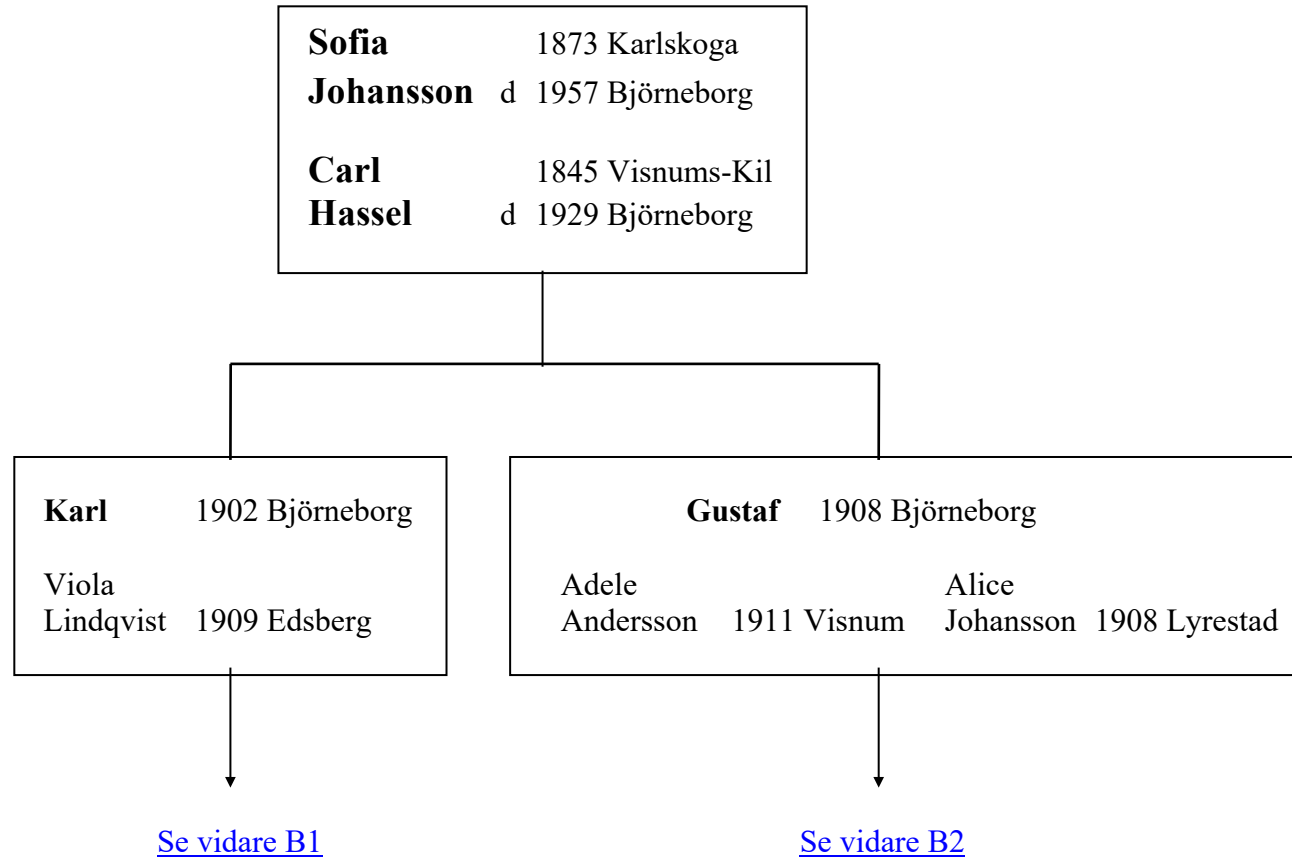 Sofia 1873 Karlskoga
Johansson d 1957 Björneborg
Carl 1845 Visnums-Kil
Hassel d 1929 Björneborg
Karl 1902 Björneborg
Viola
Lindqvist 1909 Edsberg
Gustaf 1908 Björneborg
Adele Alice
Andersson 1911 Visnum Johansson 1908 Lyrestad
Se vidare B1
Se vidare B2